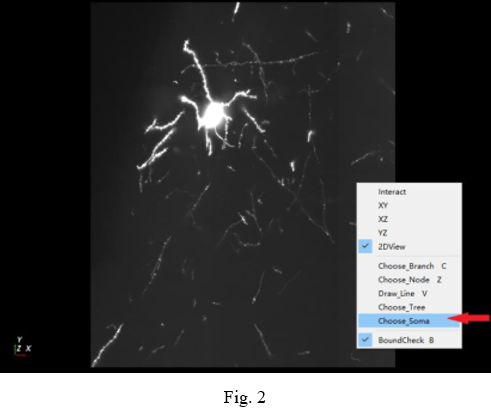 Interact
XY
XZ
YZ
2DView
Choose_Branch C
Choose_Node Z
Draw_Line V
Choose_Tree
Choose_Soma
BoundCheck B
Y
Z X
Fig. 2